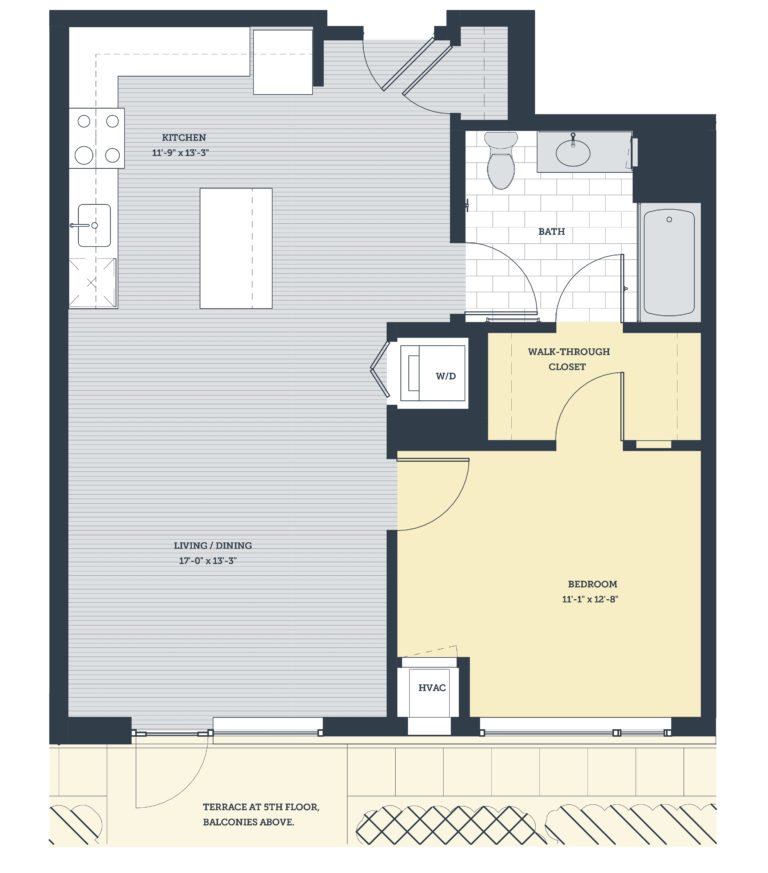 KITCHEN
11'-9" x 13'-3"
BATH
WALK-THROUGH
CLOSET
W/D
LIVING / DINING
17'-0" x 13'-3"
BEDROOM
11'-1" x 12'-8"
HVAC
TERRACE AT 5TH FLOOR,
BALCONIES ABOVE.